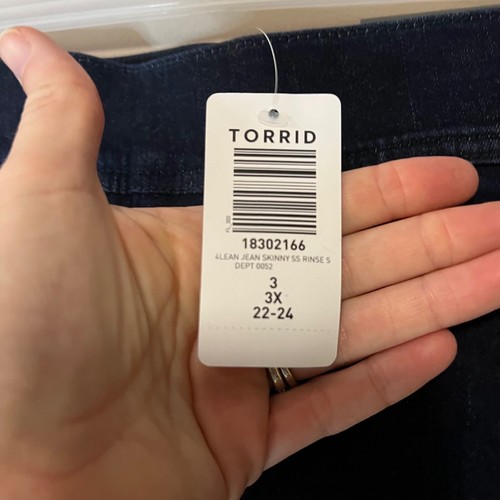 TORRID
18302166
4LEAN JEAN SKINNY SS RINSE S
DEPT 0052
3
3X
22-24